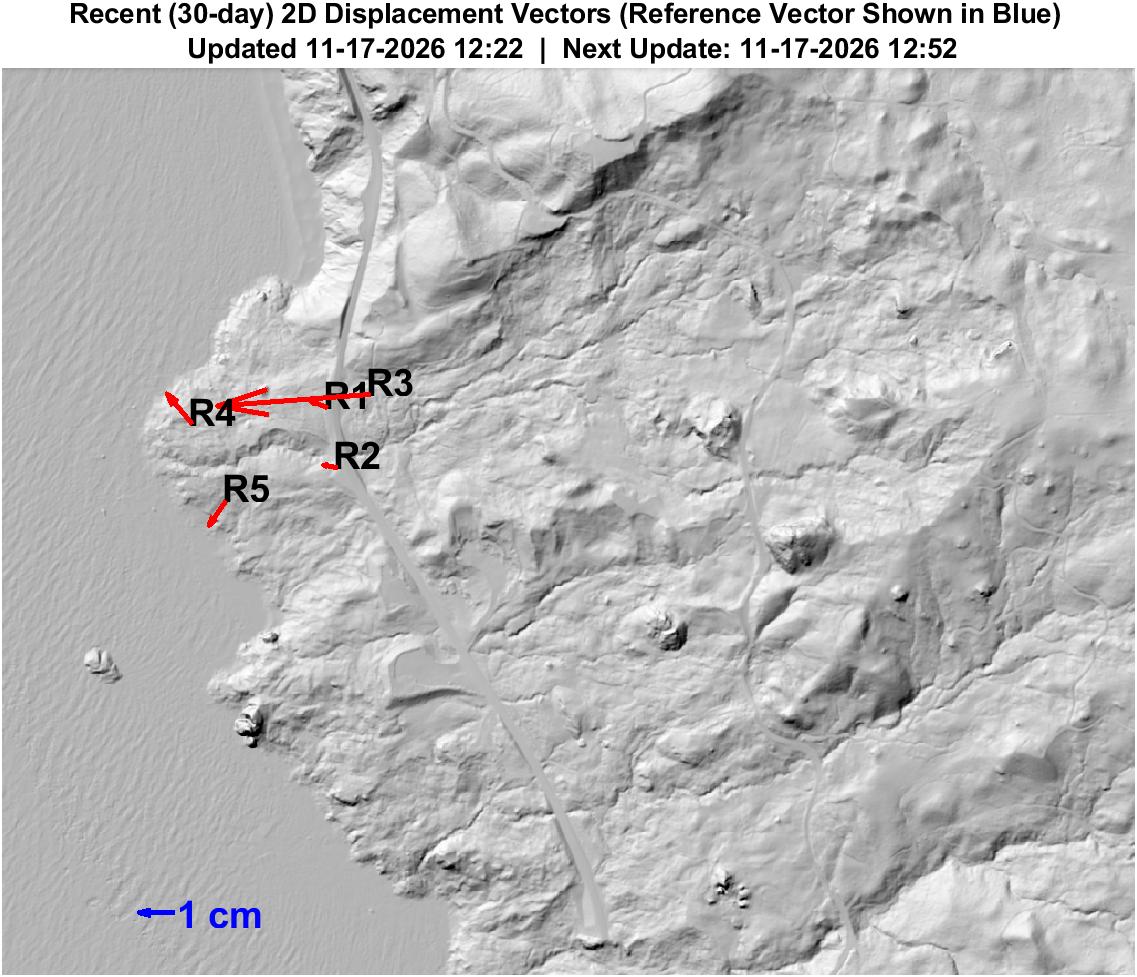 Recent (30-day) 2D Displacement Vectors (Reference Vector Shown in Blue)
Updated 11-17-2026 12:22 | Next Update: 11-17-2026 12:52
R3
R1
R4
R2
R5
1 cm